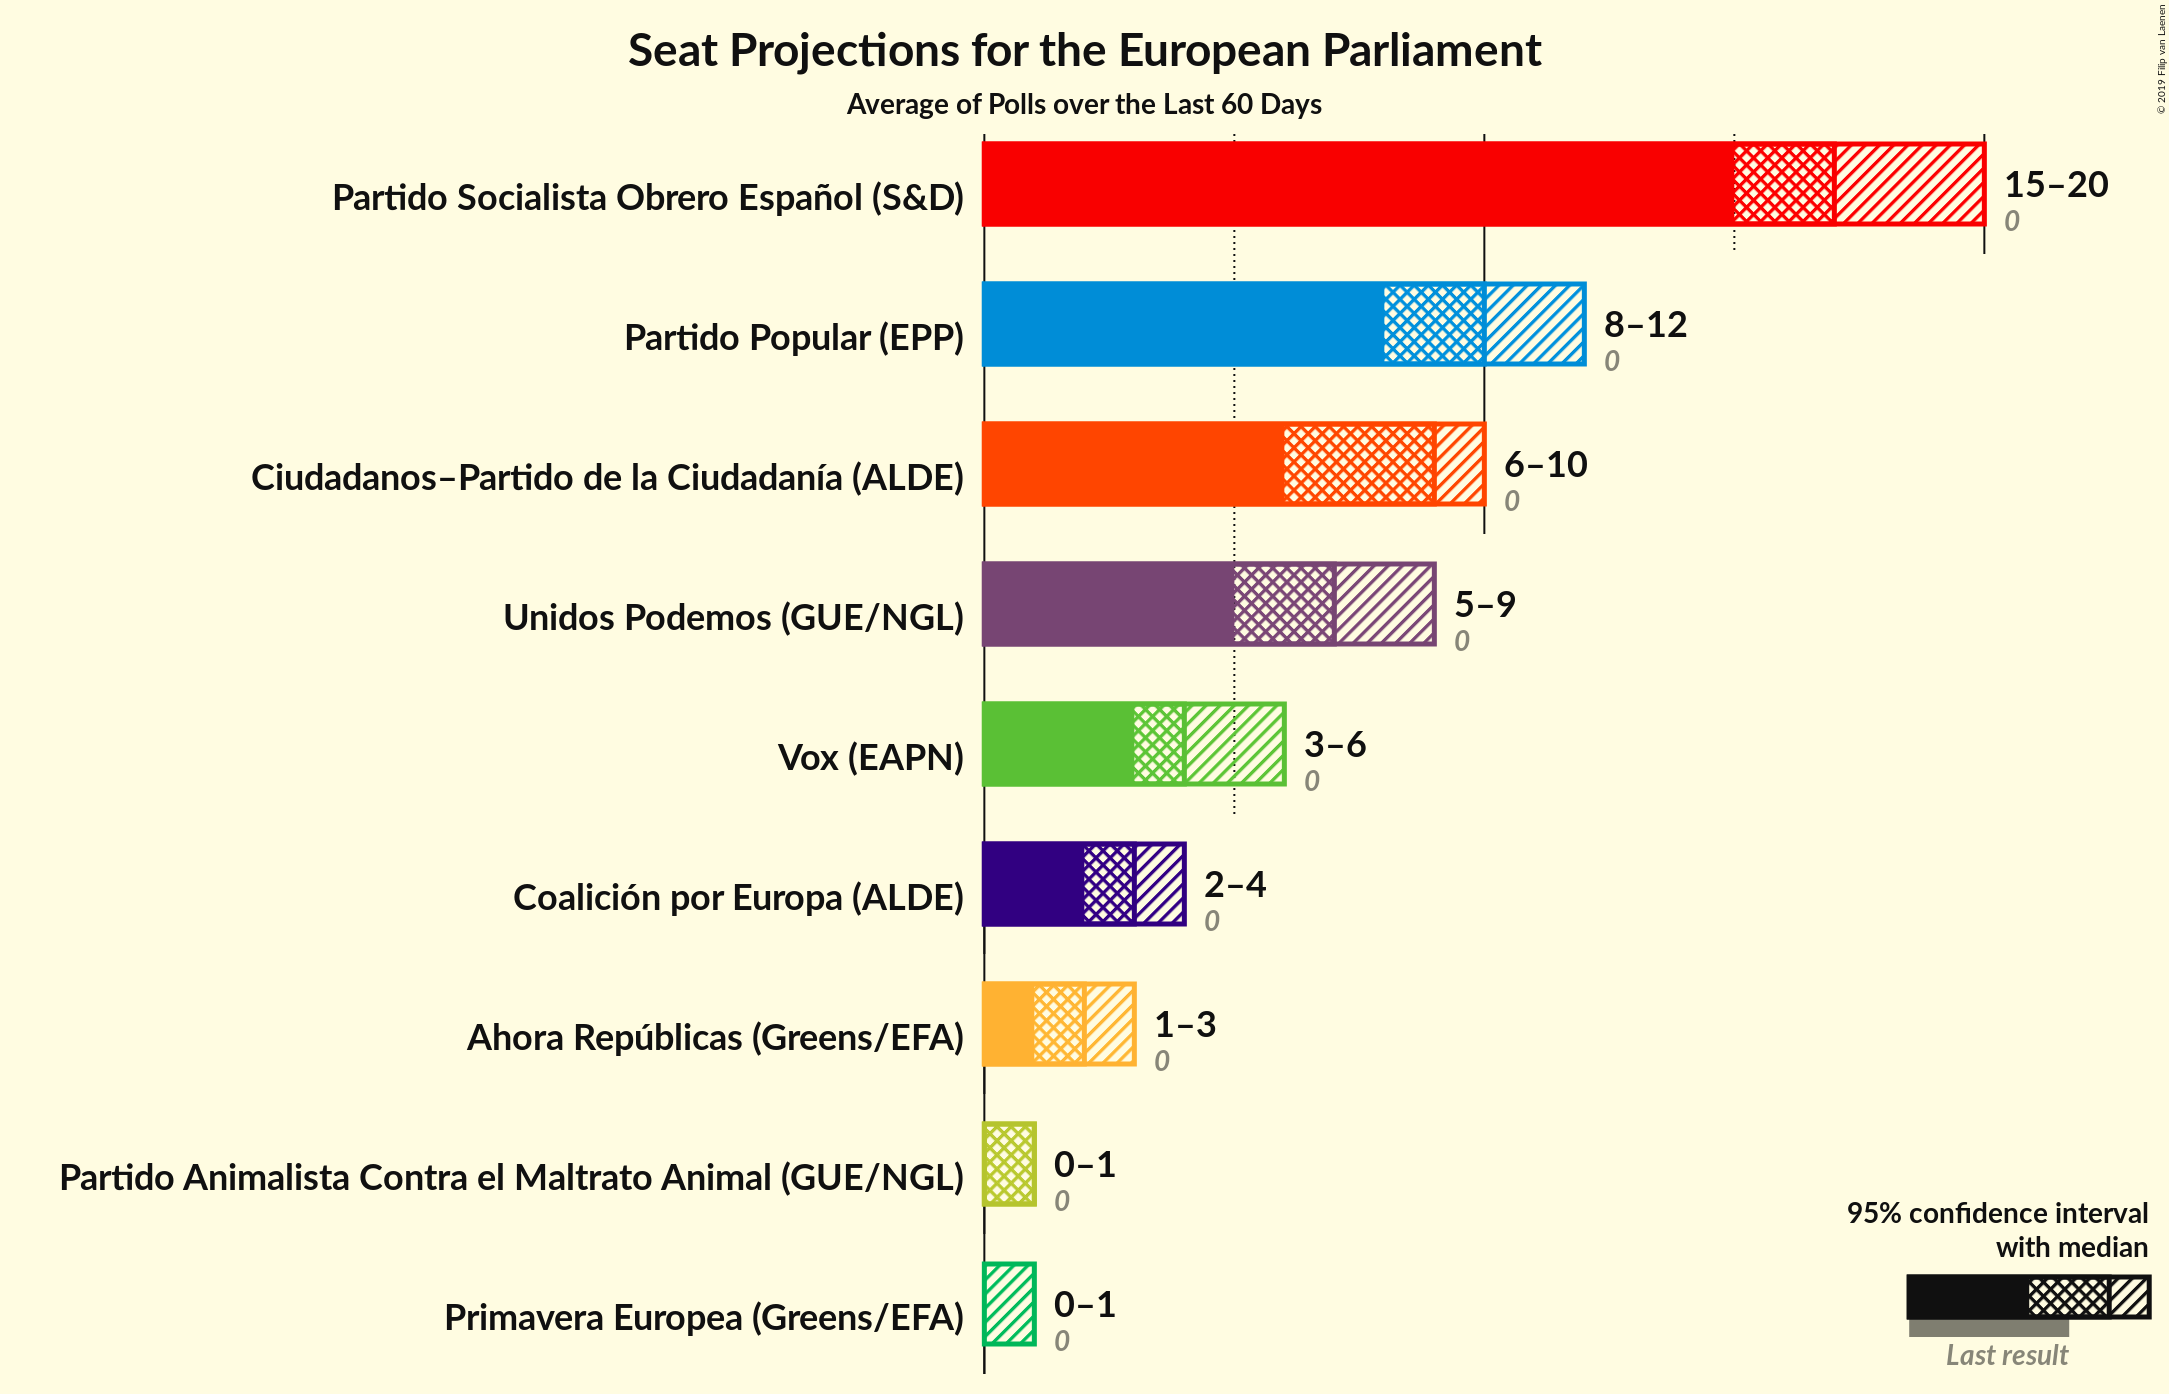 Seat Projections for the European Parliament
Average of Polls over the Last 60 Days
© 2019 Filip van Laenen
Partido Socialista Obrero Español (S&D)
15–20
0
Partido Popular (EPP)
8–12
0
Ciudadanos–Partido de la Ciudadanía (ALDE)
6–10
0
Unidos Podemos (GUE/NGL)
5–9
0
Vox (EAPN)
3–6
0
Coalición por Europa (ALDE)
2–4
0
Ahora Repúblicas (Greens/EFA)
1–3
0
Partido Animalista Contra el Maltrato Animal (GUE/NGL)
0–1
0
Primavera Europea (Greens/EFA)
0–1
0
95% confidence interval
with median
Last result